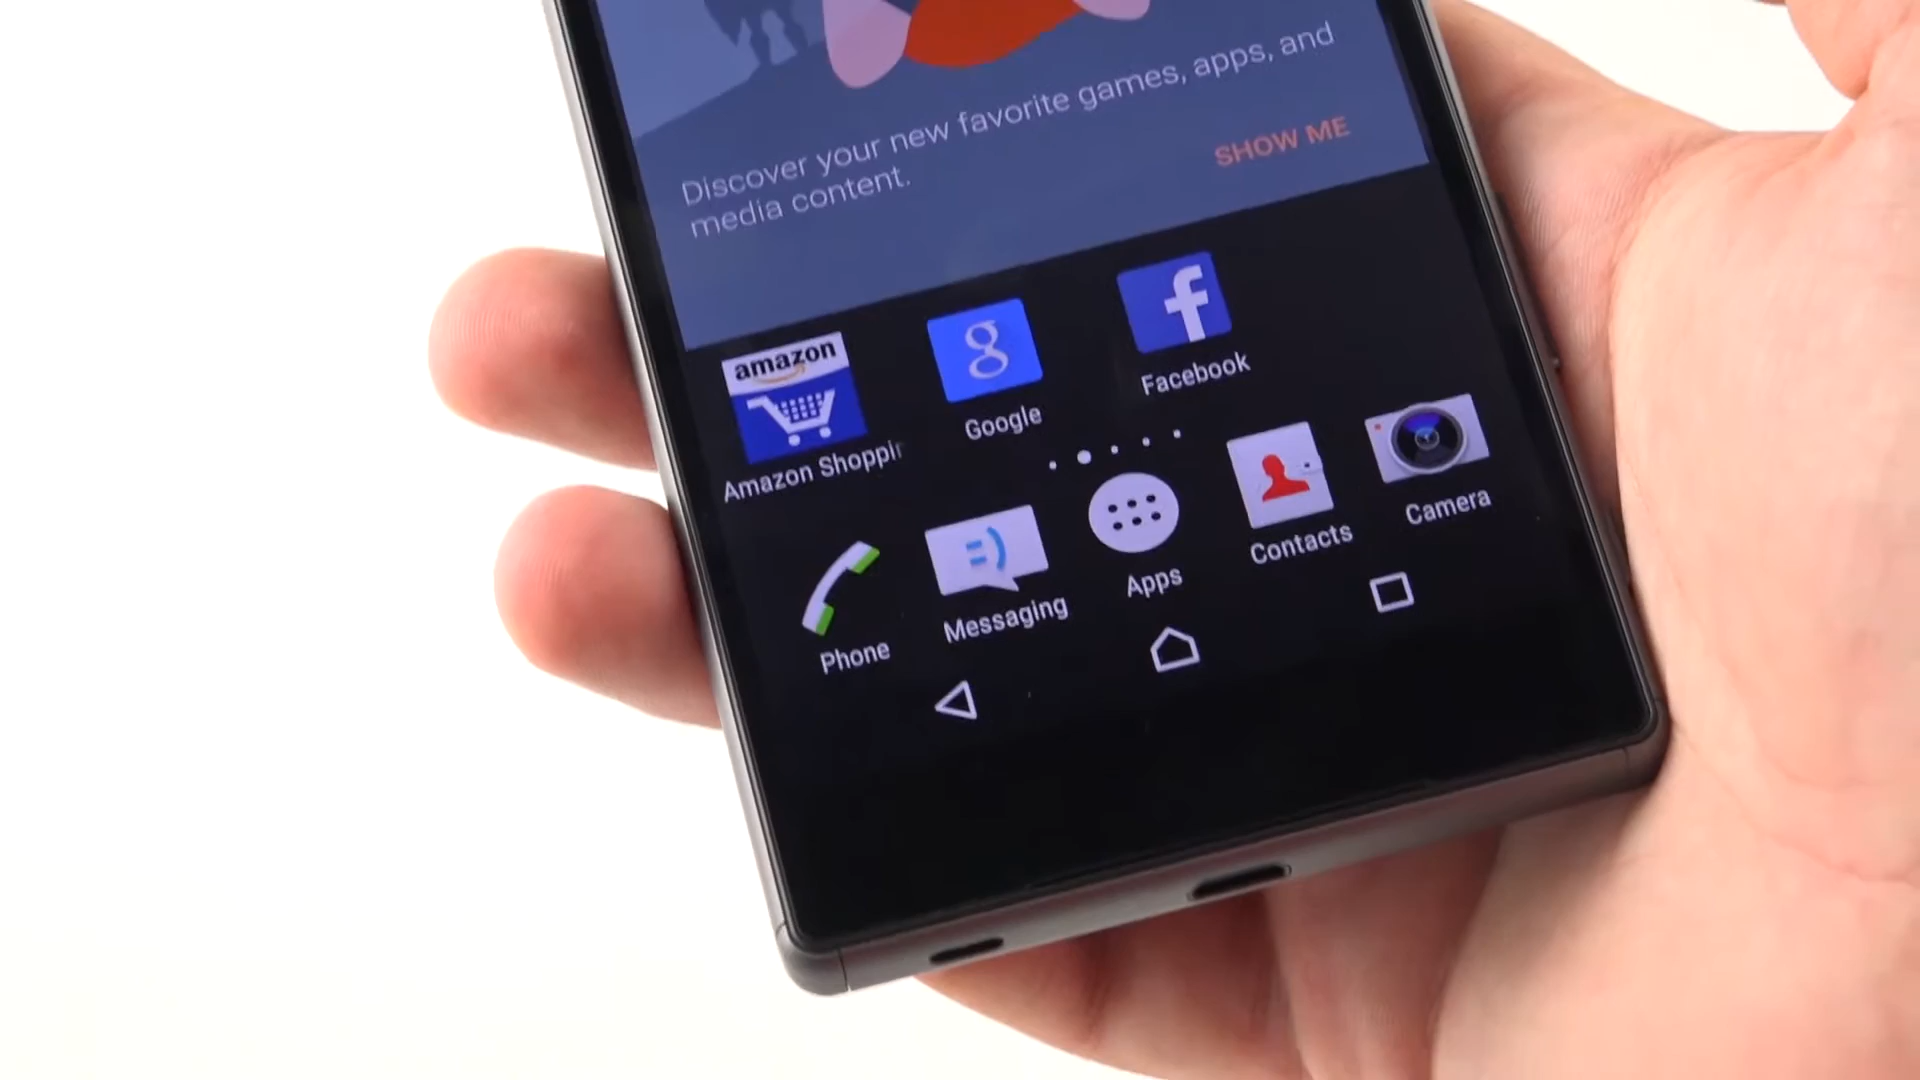 Discover your new favorite games, apps, and
media content.
SHOW ME
amazon
g
f
Amazon Shoppin
Google
Facebook
=)
Phone
Messaging
Apps
Contacts
Camera